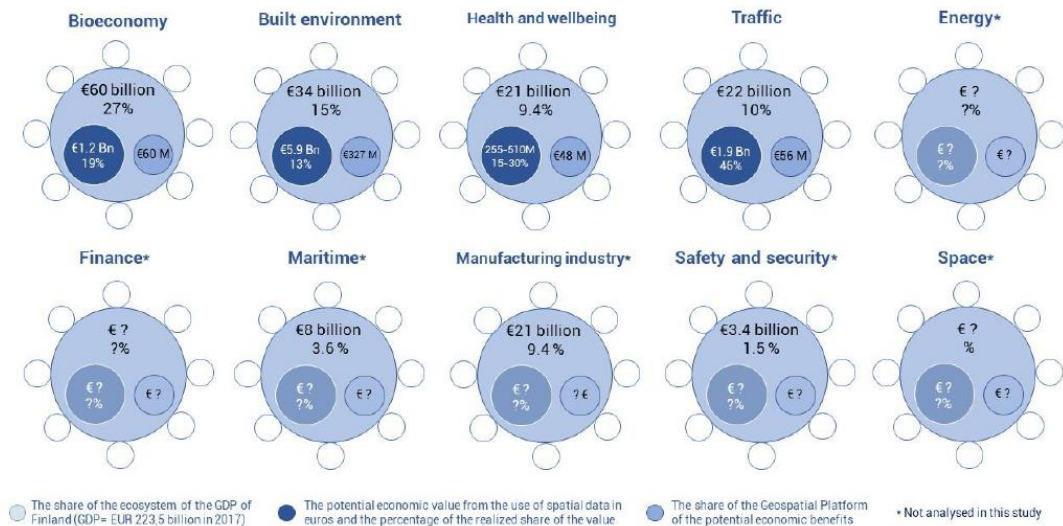 Bioeconomy
€60 billion
27%
€1.2 Bn
19%
€60 M
Built environment
€34 billion
15%
€5.9 Bn
13%
€327 M
Health and wellbeing
€21 billion
9.4%
255-510M
15-30%
€48 M
Traffic
€22 billion
10%
€1.9 Bn
46%
€56 M
Energy*
€ ?
?%
€ ?
?%
€ ?
Finance*
€ ?
?%
€ ?
?%
€ ?
Maritime*
€8 billion
3.6 %
€ ?
?%
€ ?
Manufacturing industry*
€21 billion
9.4 %
€ ?
?%
? €
Safety and security*
€3.4 billion
1.5 %
€ ?
?%
€ ?
Space*
€ ?
%
€ ?
?%
€ ?
The share of the ecosystem of the GDP of
Finland (GDP= EUR 223,5 billion in 2017)
The potential economic value from the use of spatial data in
euros and the percentage of the realized share of the value
The share of the Geospatial Platform
of the potential economic benefits
* Not analysed in this study